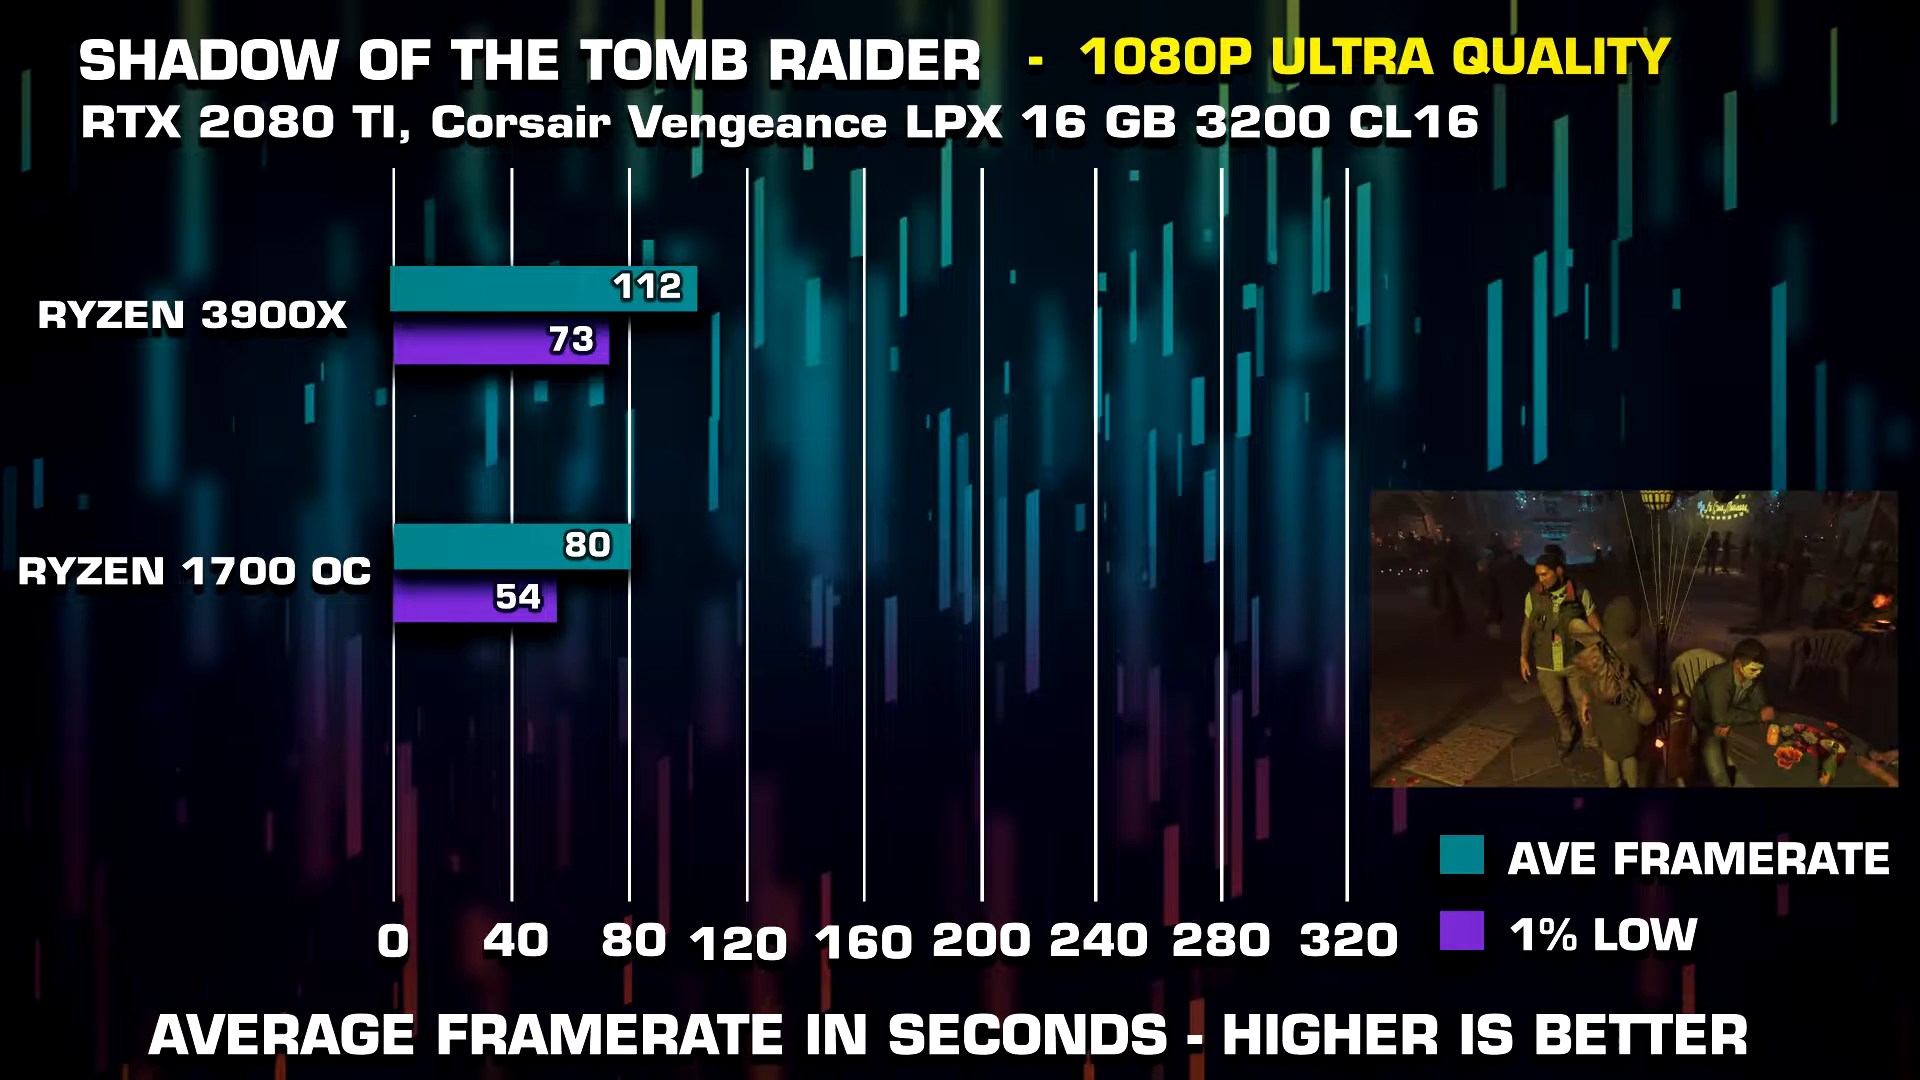 SHADOW OF THE TOMB RAIDER - 1080P ULTRA QUALITY
RTX 2080 TI, Corsair Vengeance LPX 16 GB 3200 CL16
RYZEN 3900X
112
73
RYZEN 1700 OC
80
54
AVE FRAMERATE
1% LOW
0 40 80 120 160 200 240 280 320
AVERAGE FRAMERATE IN SECONDS - HIGHER IS BETTER